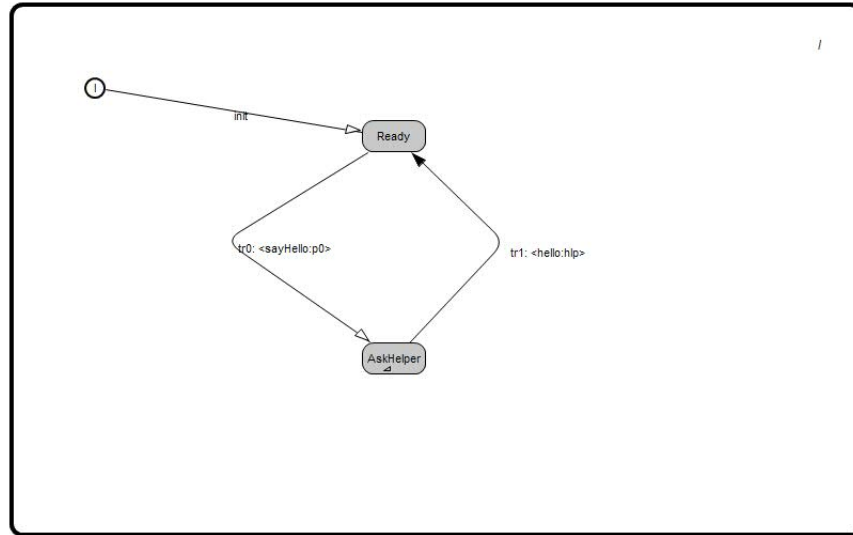 /
I
init
Ready
tr0: <sayHello:p0>
tr1: <hello:hlp>
AskHelper